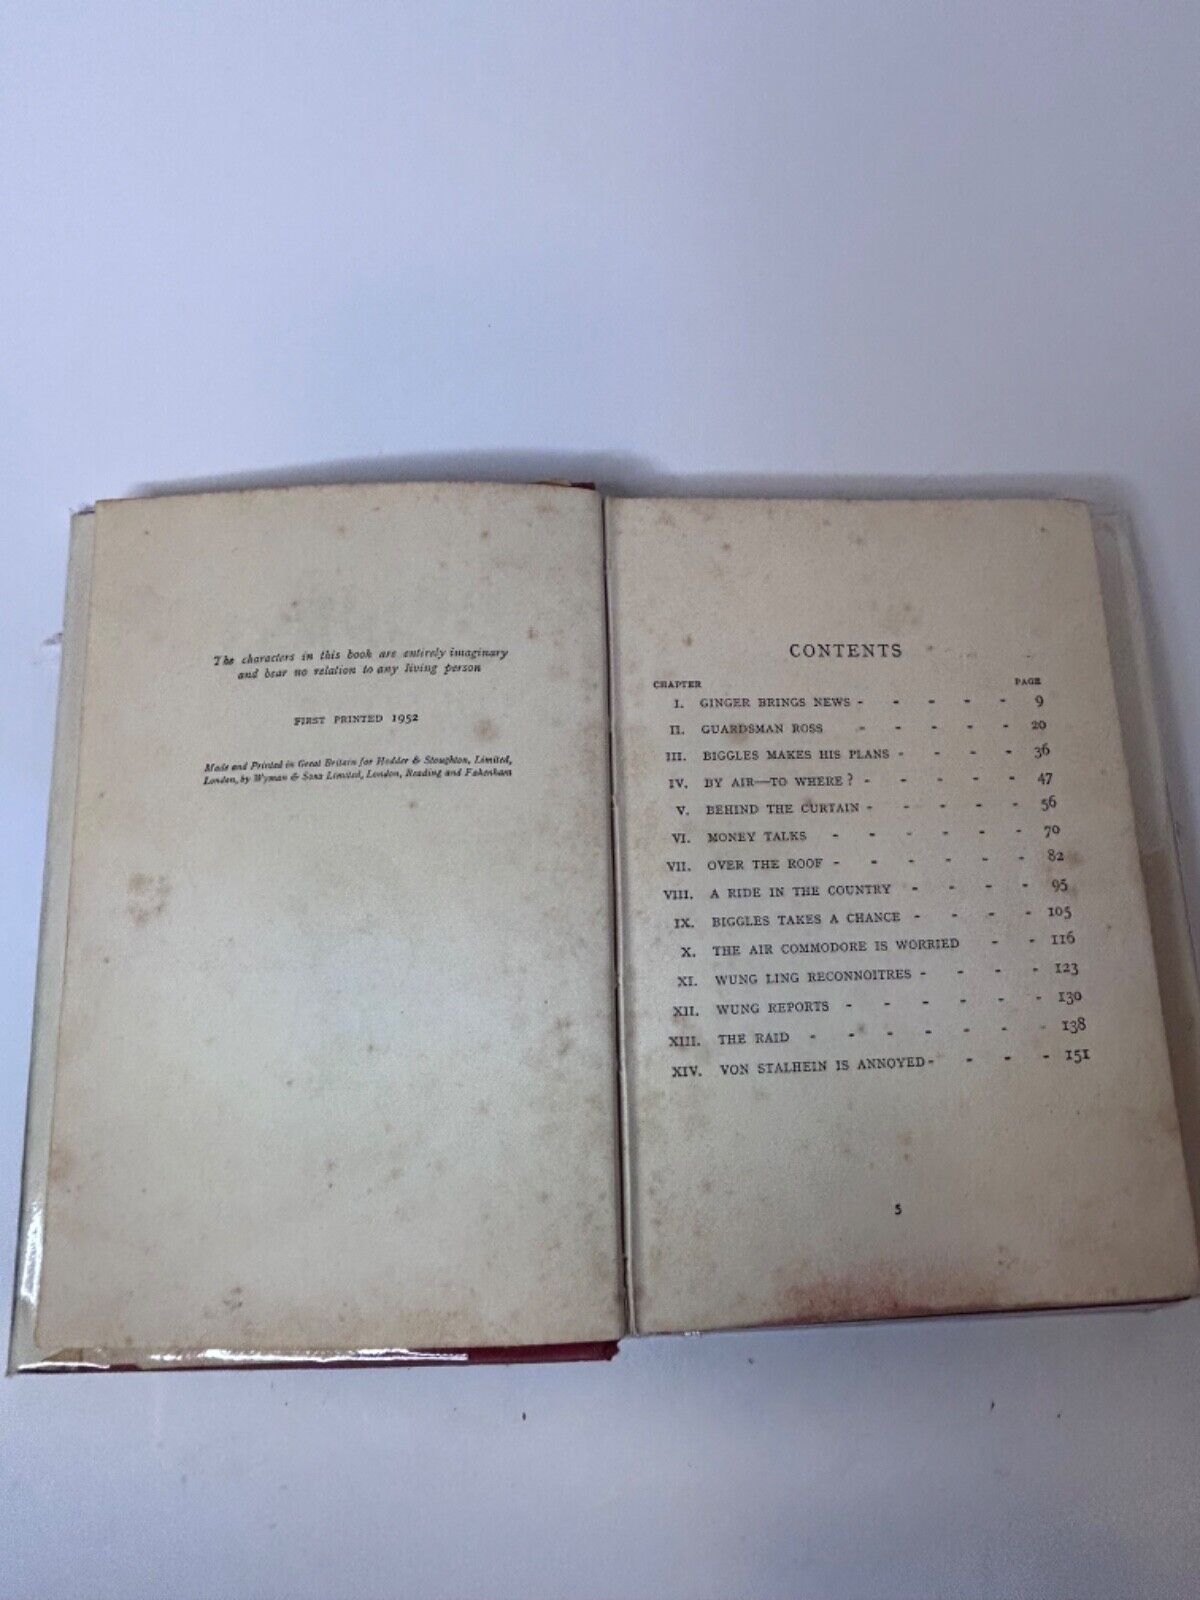 The characters in this book are entirely imaginary
and bear no relation to any living person
FIRST PRINTED 1952
Made and Printed in Great Britain for Hodder & Stoughton, Limited,
London, by Wyman & Sons Limited, London, Reading and Fakenham
CONTENTS
CHAPTER PAGE
I. GINGER BRINGS NEWS - - - - - 9
II. GUARDSMAN ROSS - - - - - 20
III. BIGGLES MAKES HIS PLANS - - - - 36
IV. BY AIR—TO WHERE? - - - - - 47
V. BEHIND THE CURTAIN - - - - - 56
VI. MONEY TALKS - - - - - - 70
VII. OVER THE ROOF - - - - - - 82
VIII. A RIDE IN THE COUNTRY - - - - 95
IX. BIGGLES TAKES A CHANCE - - - - 105
X. THE AIR COMMODORE IS WORRIED - - 116
XI. WUNG LING RECONNOITRES - - - - 123
XII. WUNG REPORTS - - - - - - 130
XIII. THE RAID - - - - - - - 138
XIV. VON STALHEIN IS ANNOYED - - - - 151
5